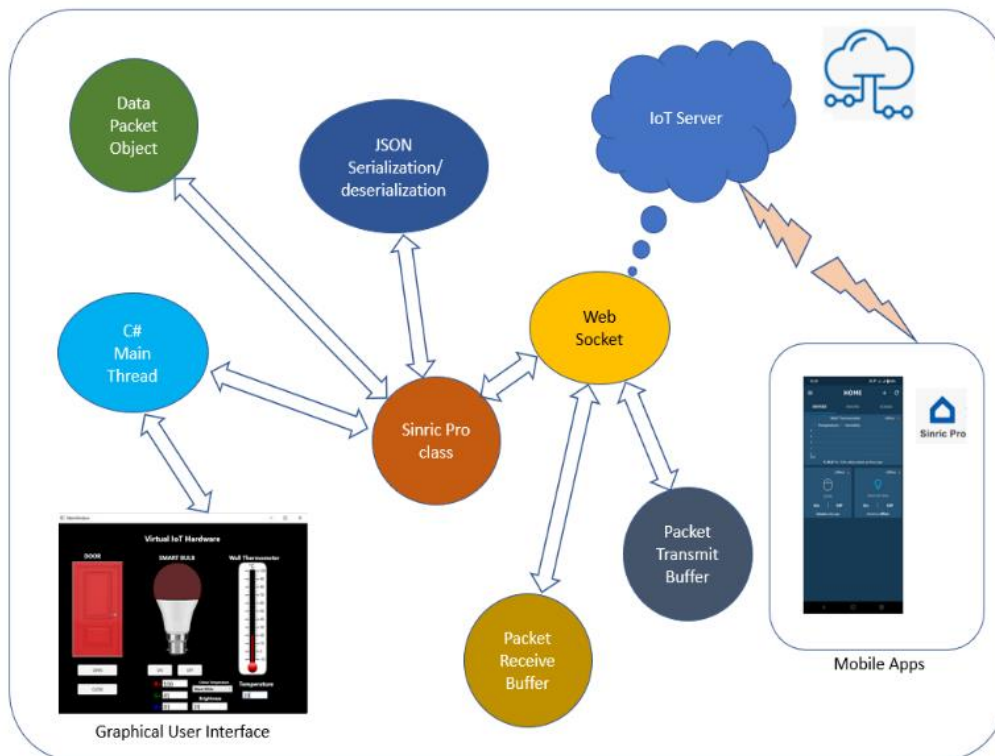 Data
Packet
Object
JSON
Serialization/
deserialization
IoT Server
C#
Main
Thread
Web
Socket
Sinric Pro
class
HOME
Sinric Pro
Packet
Transmit
Buffer
Virtual IoT Hardware
DOOR
SMART BULB
Wall Thermometer
Temperature
Brightness
Packet
Receive
Buffer
Mobile Apps
Graphical User Interface